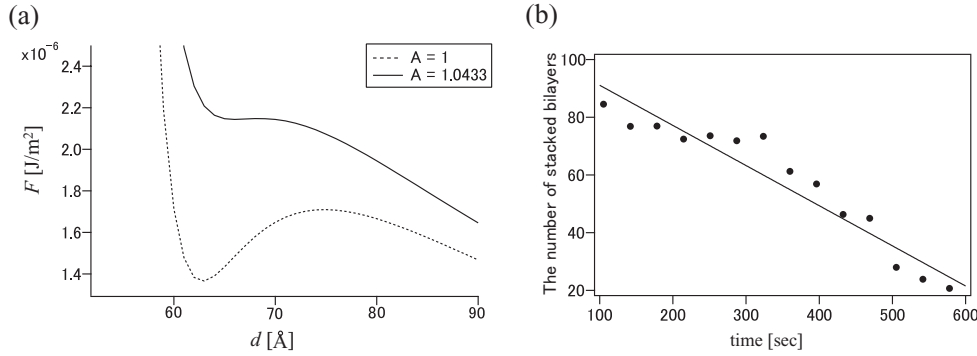 (a)
×10⁻⁶
2.4
2.2
2.0
1.8
1.6
1.4
F [J/m²]
A = 1
A = 1.0433
60
70
80
90
d [Å]
(b)
100
80
60
40
20
The number of stacked bilayers
100
200
300
400
500
600
time [sec]